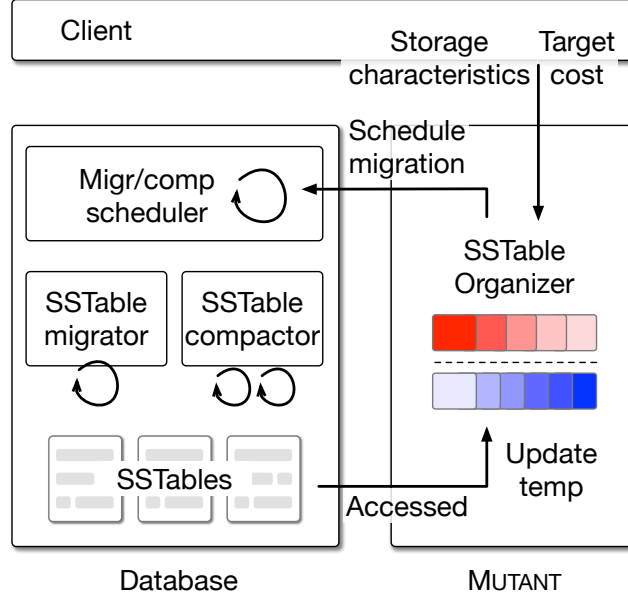 Client
Storage
characteristics
Target
cost
Schedule
migration
Migr/comp
scheduler
SSTable
Organizer
SSTable
migrator
SSTable
compactor
SSTables
Accessed
Update
temp
Database
MUTANT